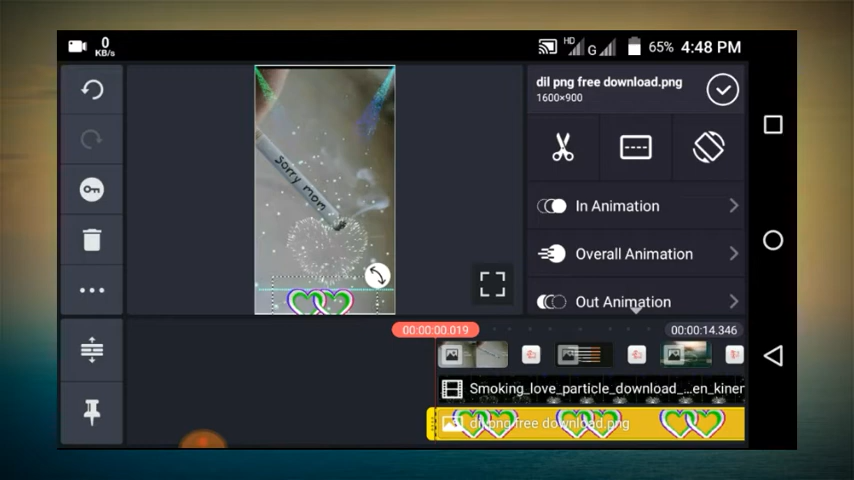 0
KB/s
HD
G
65%
4:48 PM
dil png free download.png
1600×900
Sorry mom
In Animation
Overall Animation
Out Animation
00:00:00.019
00:00:14.346
Smoking_love_particle_download_...en_kiner
dil png free download.png